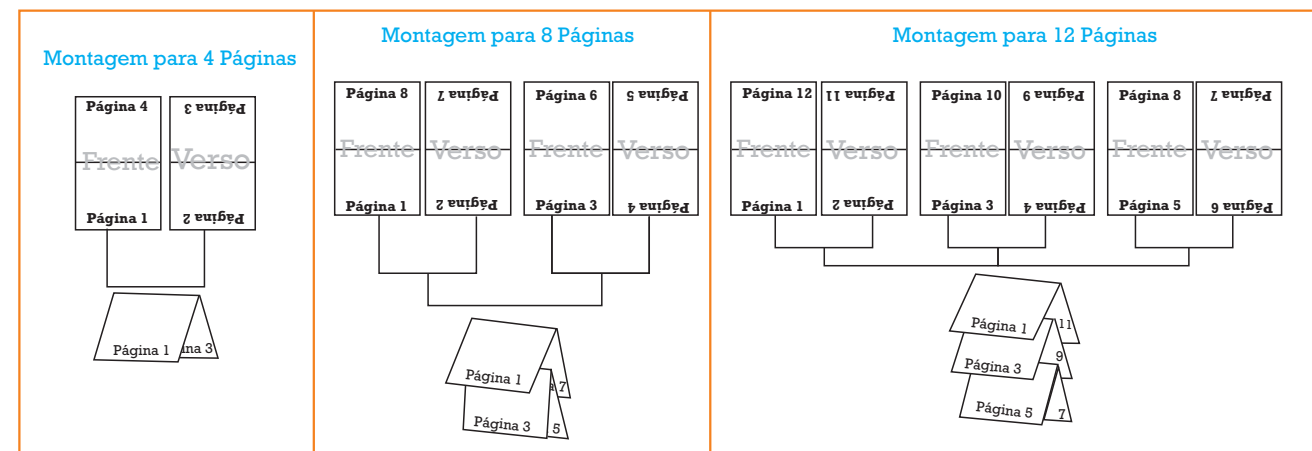 Montagem para 4 Páginas
Página 4
Página 3
Frente
Verso
Página 1
Página 2
Página 1
ina 3
Montagem para 8 Páginas
Página 8
Página 7
Página 6
Página 5
Frente
Verso
Frente
Verso
Página 1
Página 2
Página 3
Página 4
Página 1
a 7
Página 3
5
Montagem para 12 Páginas
Página 12
Página 11
Página 10
Página 9
Página 8
Página 7
Frente
Verso
Frente
Verso
Frente
Verso
Página 1
Página 2
Página 3
Página 4
Página 5
Página 6
Página 1
11
Página 3
9
Página 5
7